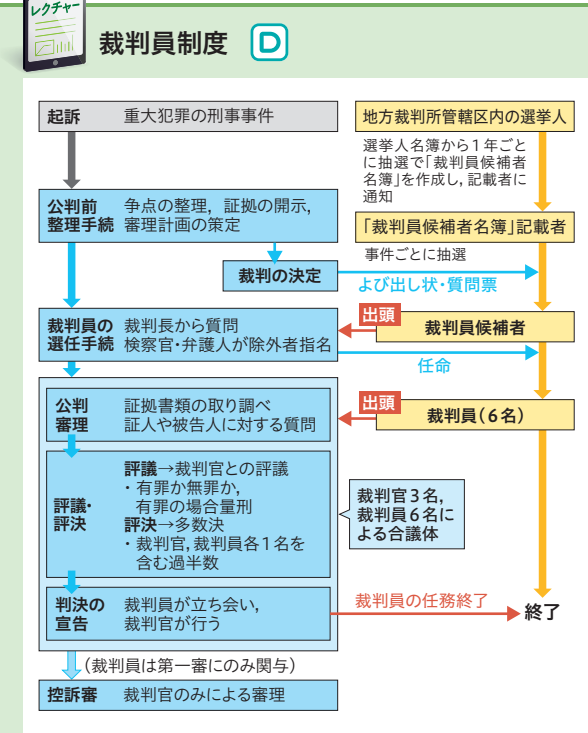 レクチャー
裁判員制度 D
起訴 重大犯罪の刑事事件
地方裁判所管轄区内の選挙人
選挙人名簿から1年ごと
に抽選で「裁判員候補者
名簿」を作成し,記載者に
通知
公判前
整理手続
争点の整理,証拠の開示,
審理計画の策定
「裁判員候補者名簿」記載者
事件ごとに抽選
裁判の決定
よび出し状・質問票
裁判員の
選任手続
裁判長から質問
検察官・弁護人が除外者指名
出頭
裁判員候補者
任命
公判
審理
証拠書類の取り調べ
証人や被告人に対する質問
出頭
裁判員(6名)
評議・
評決
評議→裁判官との評議
・有罪か無罪か,
有罪の場合量刑
評決→多数決
・裁判官,裁判員各1名を
含む過半数
裁判官3名,
裁判員6名に
よる合議体
判決の
宣告
裁判員が立ち会い,
裁判官が行う
裁判員の任務終了
終了
(裁判員は第一審にのみ関与)
控訴審 裁判官のみによる審理